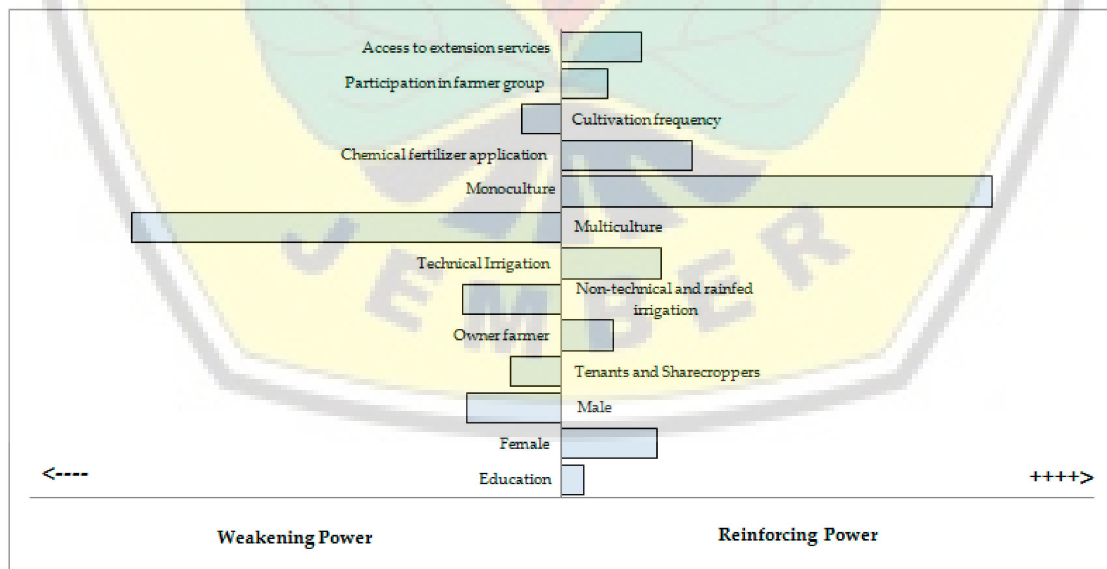 Access to extension services
Participation in farmer group
Cultivation frequency
Chemical fertilizer application
Monoculture
Multiculture
Technical Irrigation
Non-technical and rainfed
irrigation
Owner farmer
Tenants and Sharecroppers
Male
Female
Education
<---- ++++>
Weakening Power Reinforcing Power
JEMBER